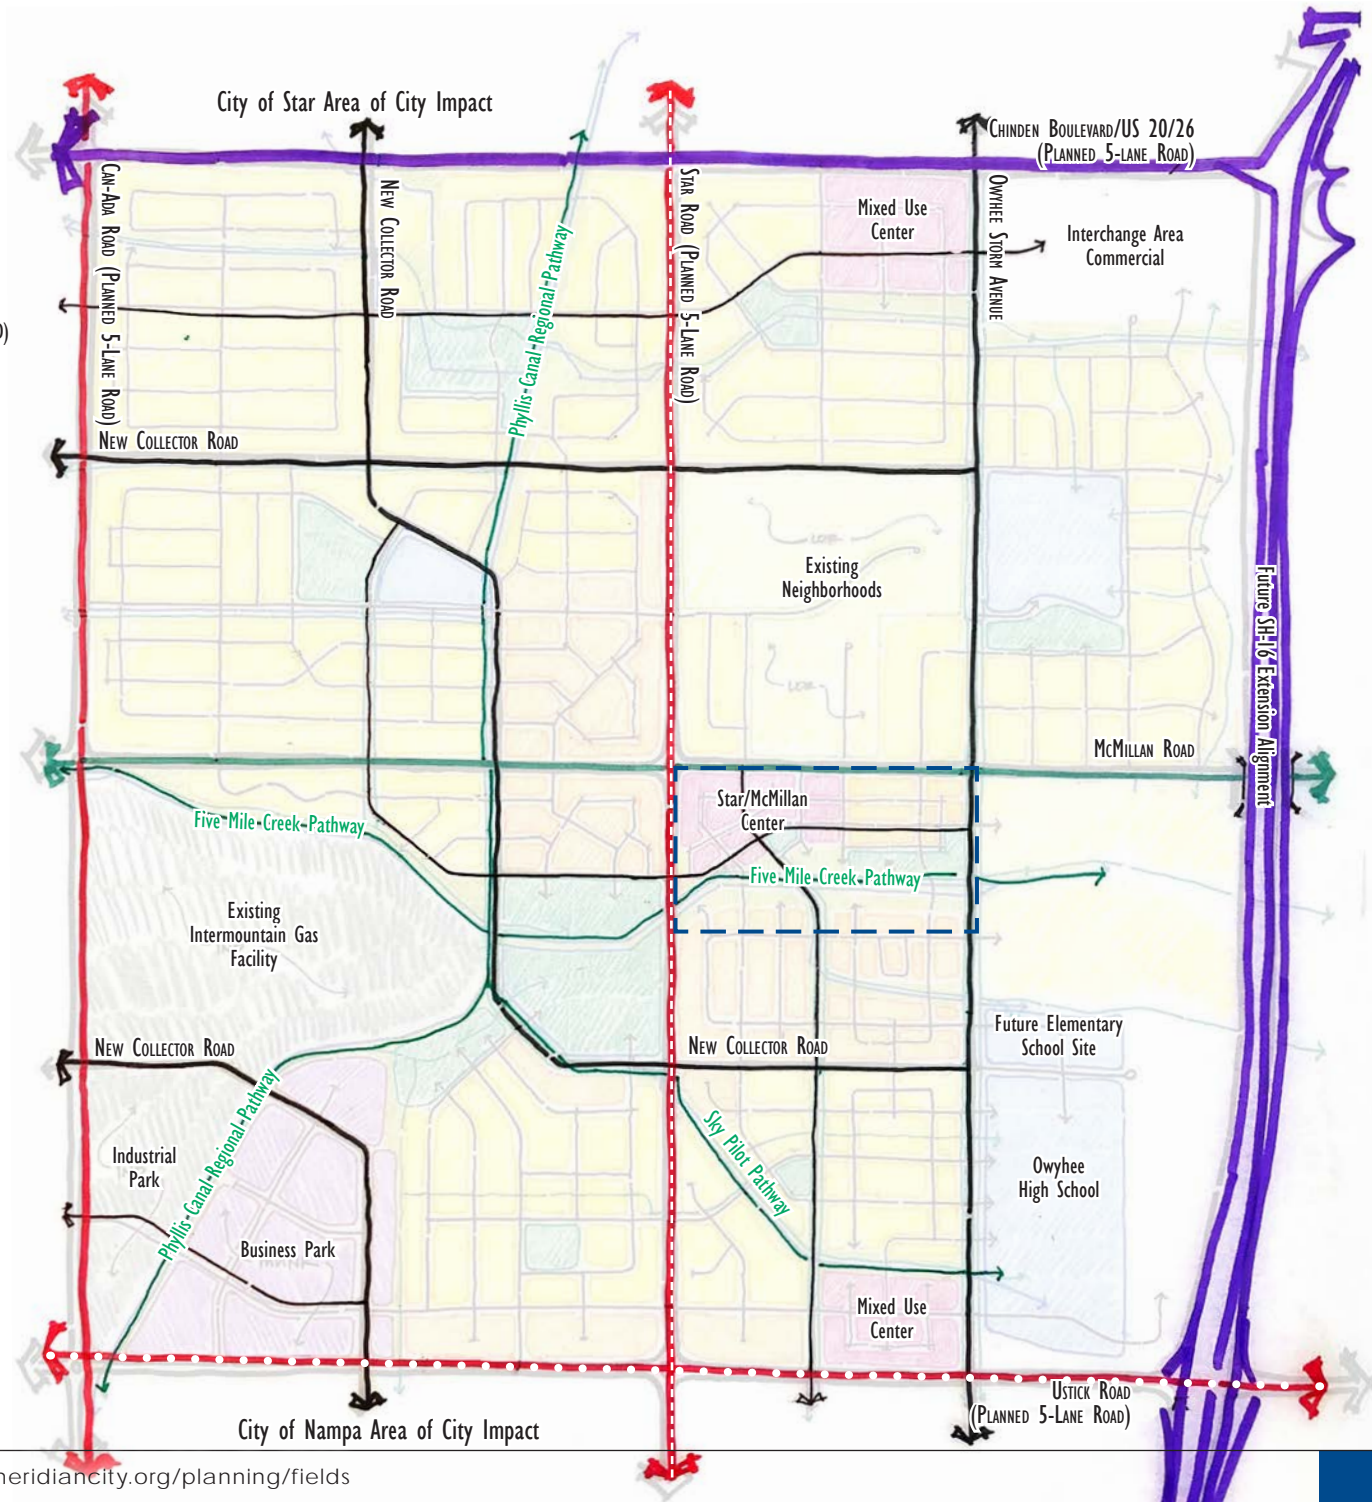 City of Star Area of City Impact
Chinden Boulevard/US 20/26
(Planned 5-lane Road)
Can-Ada Road (Planned 5-Lane Road)
New Collector Road
Phyllis-Canal-Regional-Pathway
Star Road (Planned 5-Lane Road)
Owyhee Storm Avenue
Mixed Use
Center
Interchange Area
Commercial
)
New Collector Road
Existing
Neighborhoods
Future SH-16 Extension Alignment
McMillan Road
Star/McMillan
Center
Five Mile-Creek-Pathway
Five-Mile-Creek-Pathway
Existing
Intermountain Gas
Facility
New Collector Road
New Collector Road
Future Elementary
School Site
Sky Pilot Pathway
Phyllis-Canal-Regional-Pathway
Industrial
Park
Owyhee
High School
Business Park
Mixed Use
Center
Ustick Road
(Planned 5-Lane Road)
City of Nampa Area of City Impact
meridiancity.org/planning/fields